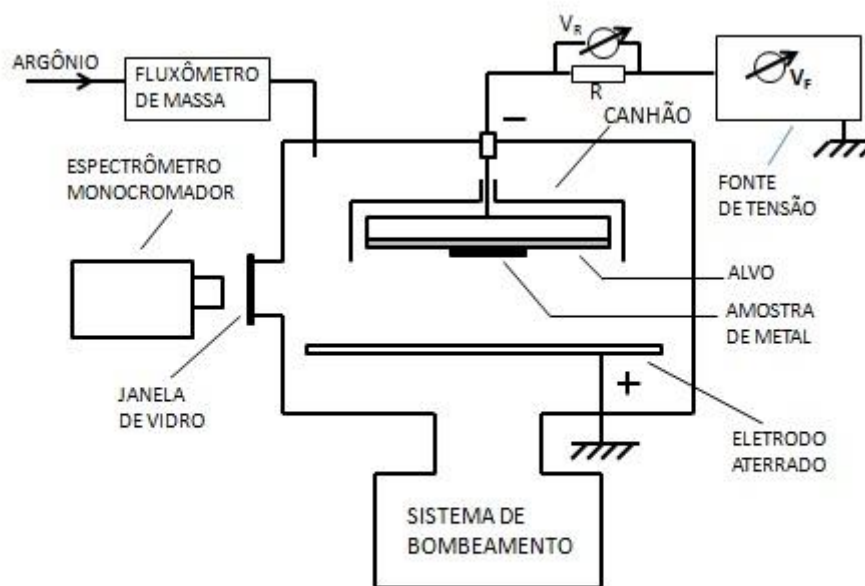 V_R
ARGÔNIO
FLUXÔMETRO
DE MASSA
R
V_F
CANHÃO
ESPECTRÔMETRO
MONOCROMADOR
FONTE
DE TENSÃO
ALVO
AMOSTRA
DE METAL
JANELA
DE VIDRO
ELETRODO
ATERRADO
SISTEMA DE
BOMBEAMENTO